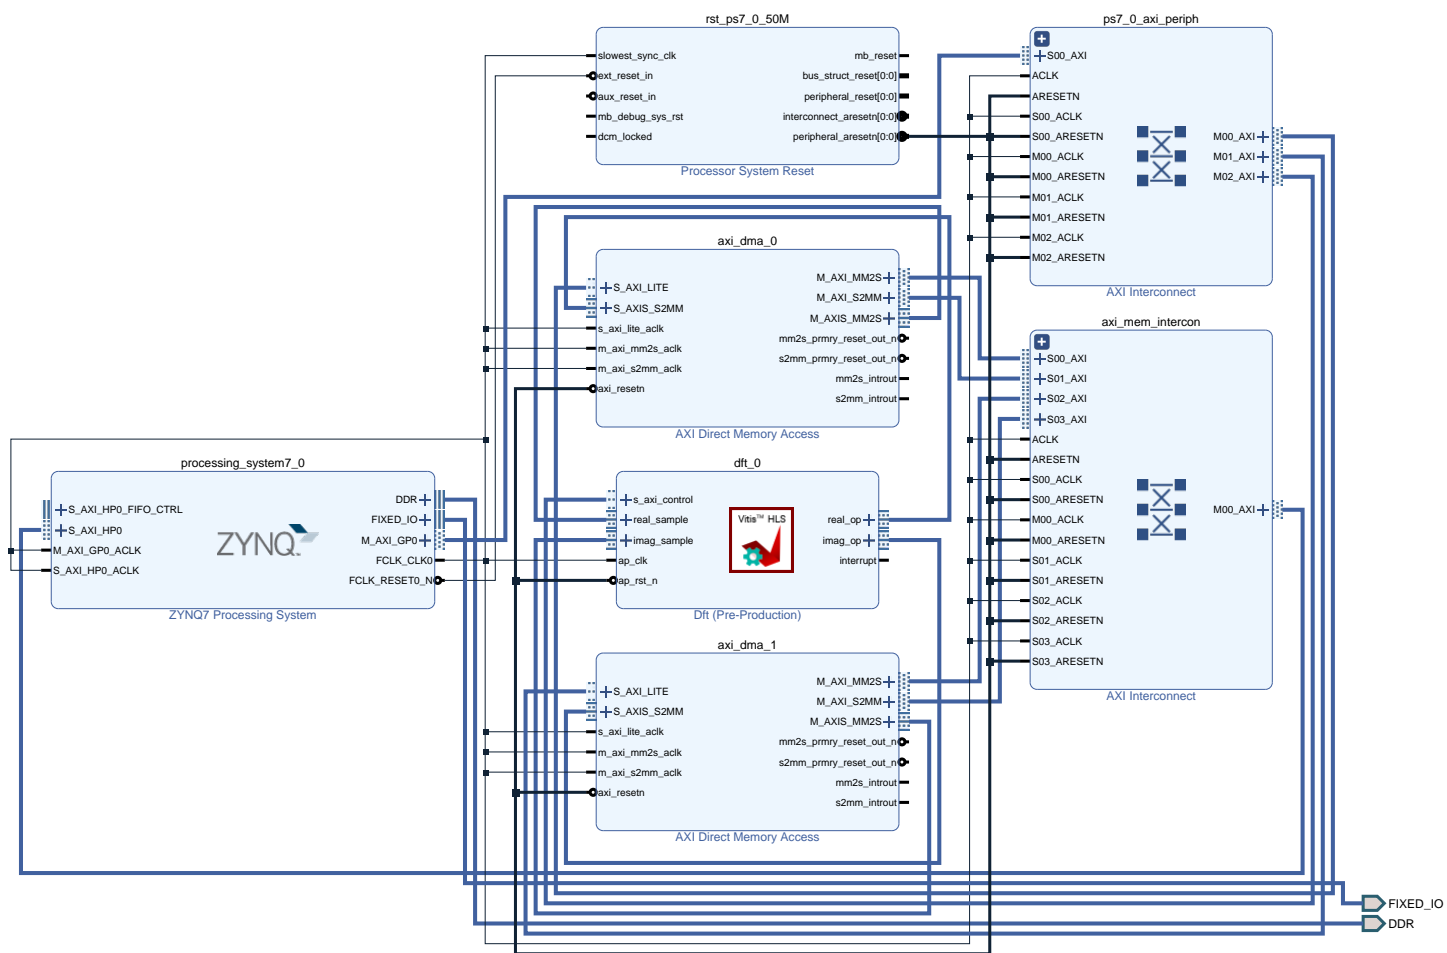 rst_ps7_0_50M
slowest_sync_clk
ext_reset_in
aux_reset_in
mb_debug_sys_rst
dcm_locked
mb_reset
bus_struct_reset[0:0]
peripheral_reset[0:0]
interconnect_aresetn[0:0]
peripheral_aresetn[0:0]
Processor System Reset
ps7_0_axi_periph
S00_AXI
ACLK
ARESETN
S00_ACLK
S00_ARESETN
M00_ACLK
M00_ARESETN
M01_ACLK
M01_ARESETN
M02_ACLK
M02_ARESETN
M00_AXI
M01_AXI
M02_AXI
AXI Interconnect
axi_dma_0
S_AXI_LITE
S_AXIS_S2MM
s_axi_lite_aclk
m_axi_mm2s_aclk
m_axi_s2mm_aclk
axi_resetn
M_AXI_MM2S
M_AXI_S2MM
M_AXIS_MM2S
mm2s_prmry_reset_out_n
s2mm_prmry_reset_out_n
mm2s_introut
s2mm_introut
AXI Direct Memory Access
axi_mem_intercon
S00_AXI
S01_AXI
S02_AXI
S03_AXI
ACLK
ARESETN
S00_ACLK
S00_ARESETN
M00_ACLK
M00_ARESETN
S01_ACLK
S01_ARESETN
S02_ACLK
S02_ARESETN
S03_ACLK
S03_ARESETN
M00_AXI
AXI Interconnect
processing_system7_0
S_AXI_HP0_FIFO_CTRL
S_AXI_HP0
M_AXI_GP0_ACLK
S_AXI_HP0_ACLK
ZYNQ
DDR
FIXED_IO
M_AXI_GP0
FCLK_CLK0
FCLK_RESET0_N
ZYNQ7 Processing System
dft_0
s_axi_control
real_sample
imag_sample
ap_clk
ap_rst_n
Vitis™ HLS
real_op
imag_op
interrupt
Dft (Pre-Production)
axi_dma_1
S_AXI_LITE
S_AXIS_S2MM
s_axi_lite_aclk
m_axi_mm2s_aclk
m_axi_s2mm_aclk
axi_resetn
M_AXI_MM2S
M_AXI_S2MM
M_AXIS_MM2S
mm2s_prmry_reset_out_n
s2mm_prmry_reset_out_n
mm2s_introut
s2mm_introut
AXI Direct Memory Access
FIXED_IO
DDR